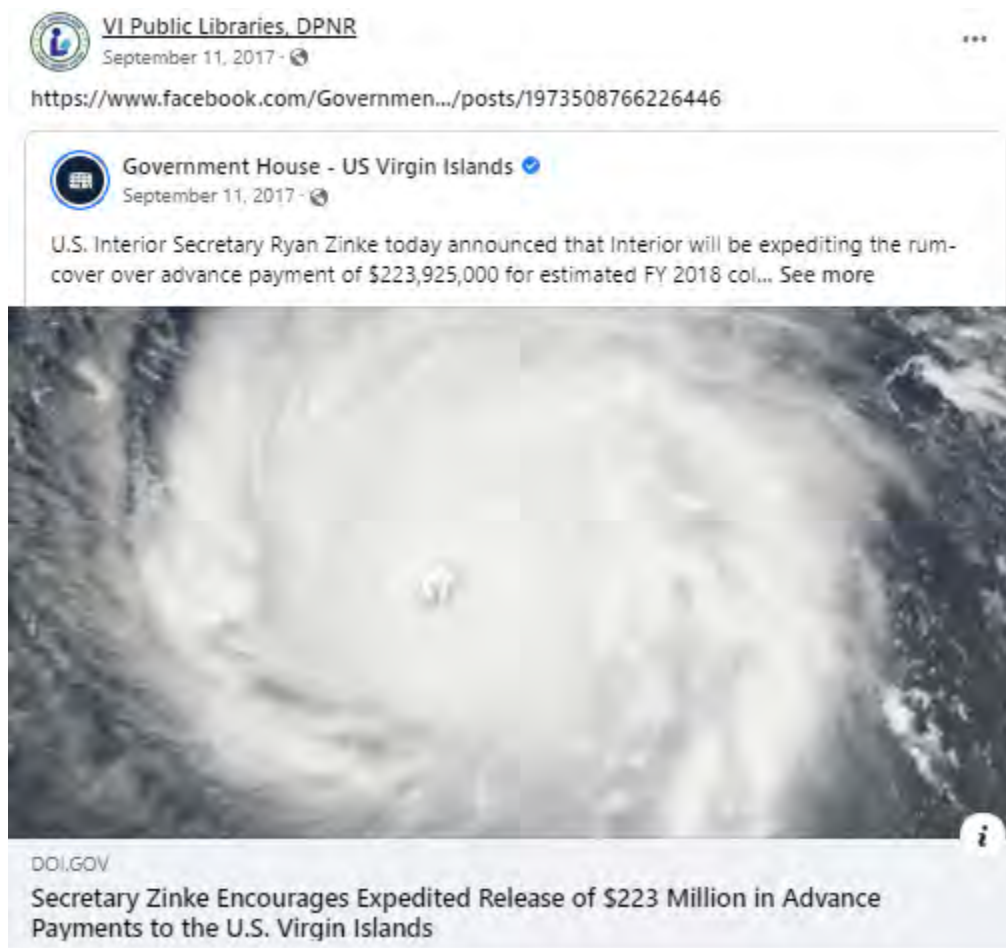 VI Public Libraries, DPNR
September 11, 2017 ·
https://www.facebook.com/Governmen.../posts/1973508766226446
Government House - US Virgin Islands
September 11, 2017 ·
U.S. Interior Secretary Ryan Zinke today announced that Interior will be expediting the rum-
cover over advance payment of $223,925,000 for estimated FY 2018 col... See more
DOI.GOV
Secretary Zinke Encourages Expedited Release of $223 Million in Advance
Payments to the U.S. Virgin Islands